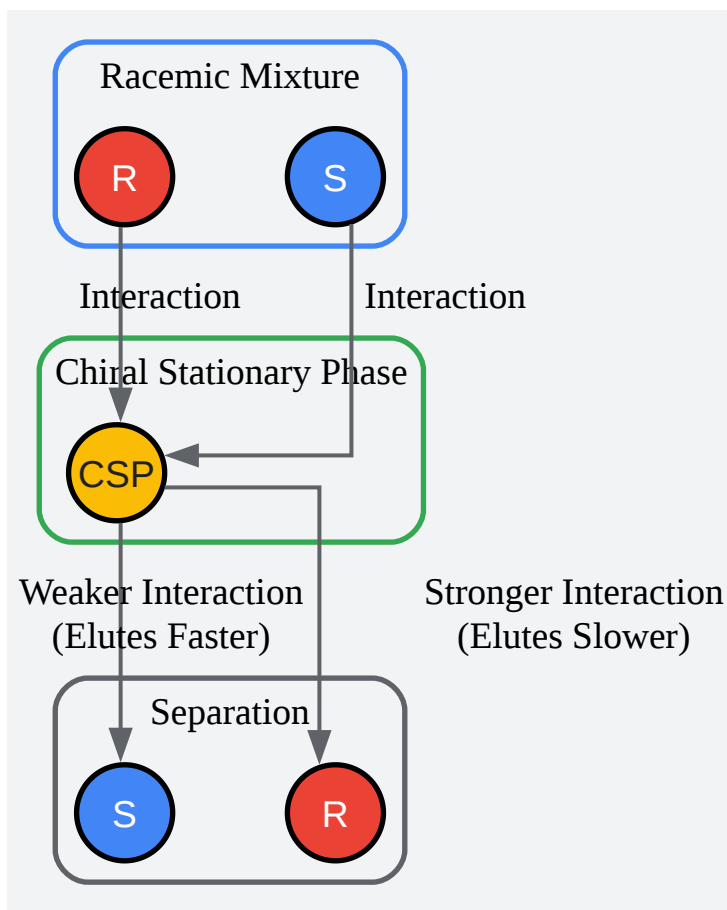 Racemic Mixture
R
S
Interaction
Interaction
Chiral Stationary Phase
CSP
Weaker Interaction
(Elutes Faster)
Stronger Interaction
(Elutes Slower)
Separation
S
R